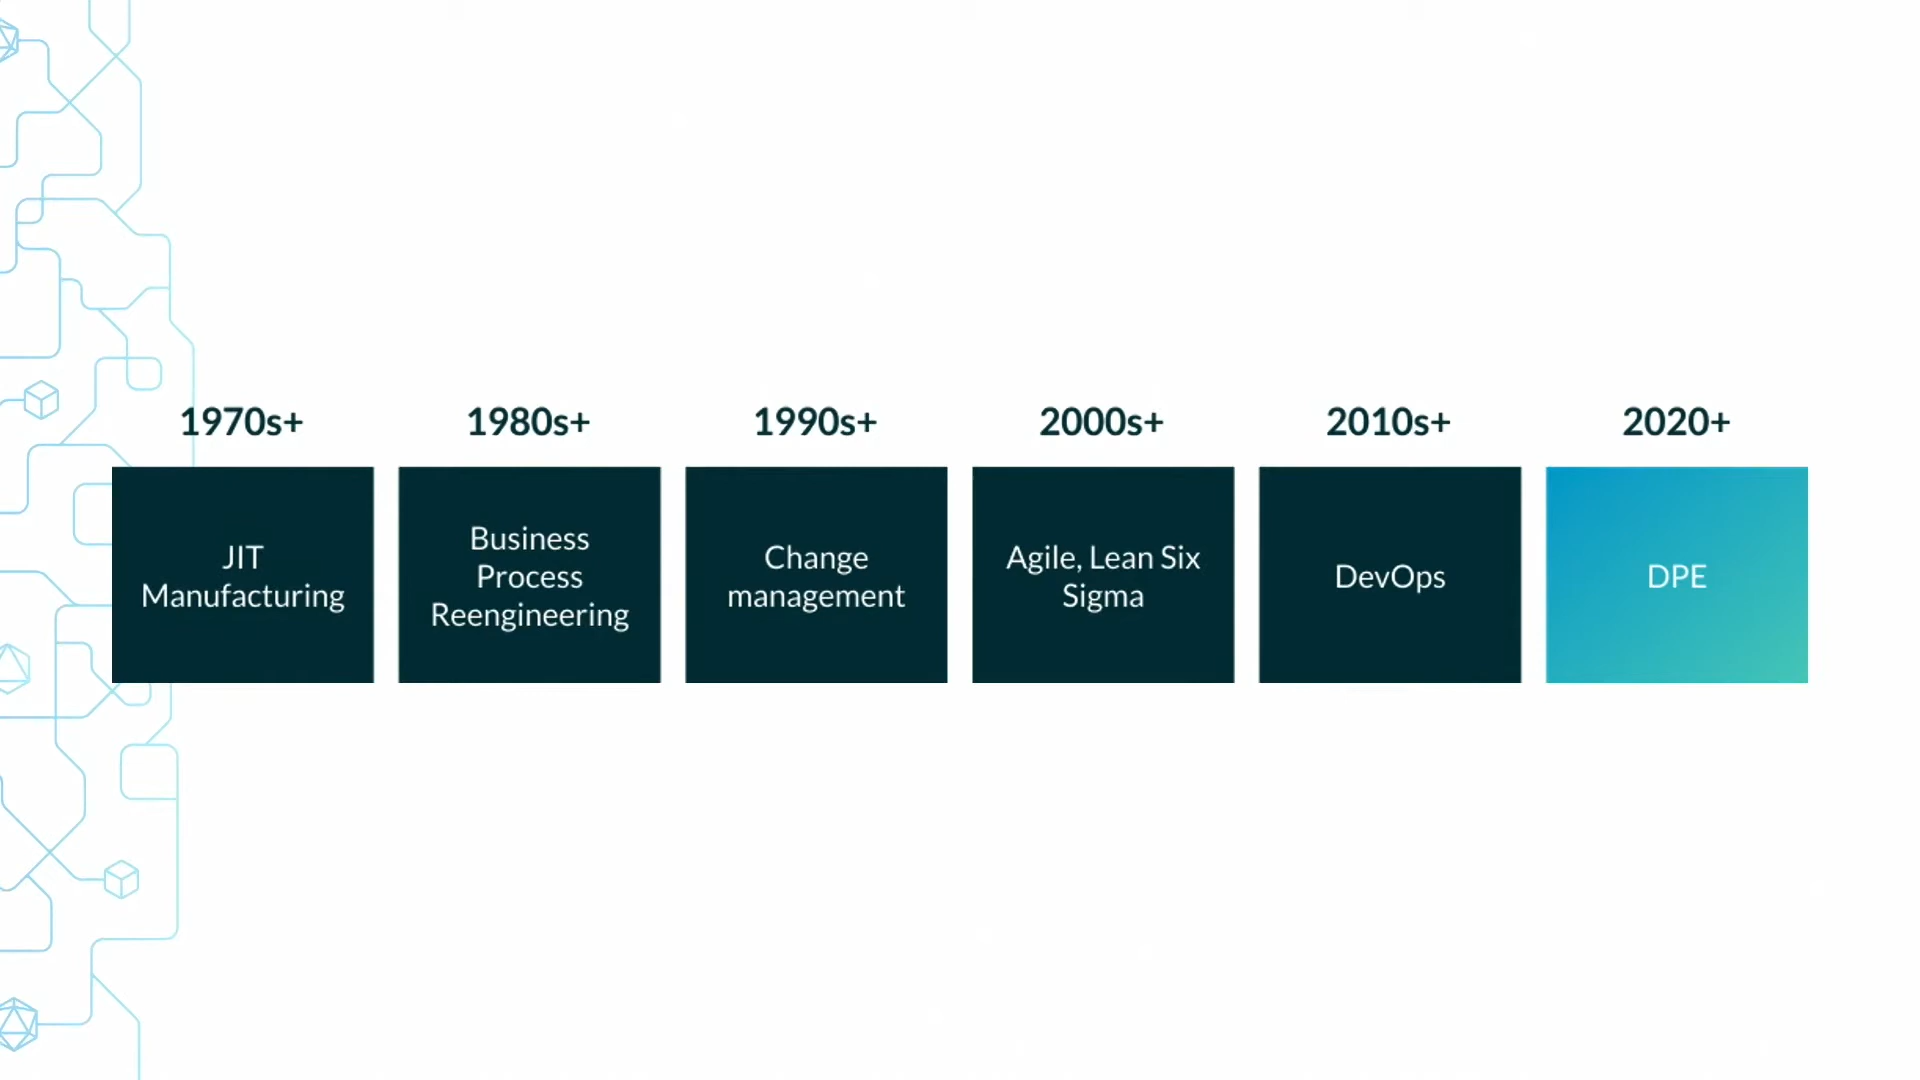 1970s+
JIT
Manufacturing
1980s+
Business
Process
Reengineering
1990s+
Change
management
2000s+
Agile, Lean Six
Sigma
2010s+
DevOps
2020+
DPE